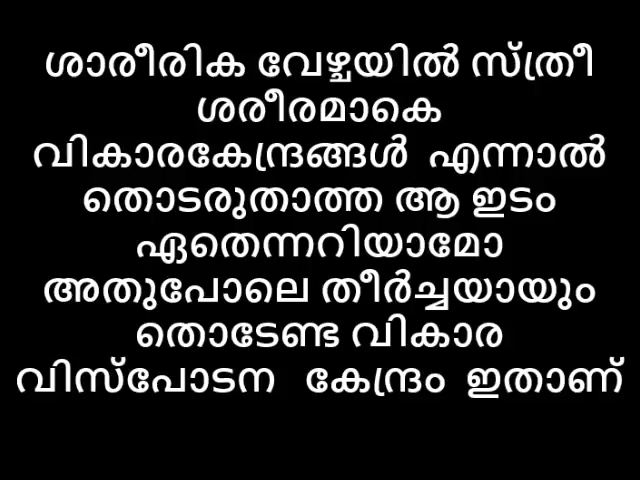 ശാരീരിക വേഴ്ചയിൽ സ്ത്രീ
ശരീരമാകെ
വികാരകേന്ദ്രങ്ങൾ എന്നാൽ
തൊടരുതാത്ത ആ ഇടം
ഏതെന്നറിയാമോ
അതുപോലെ തീർച്ചയായും
തൊടേണ്ട വികാര
വിസ്പോടന കേന്ദ്രം ഇതാണ്